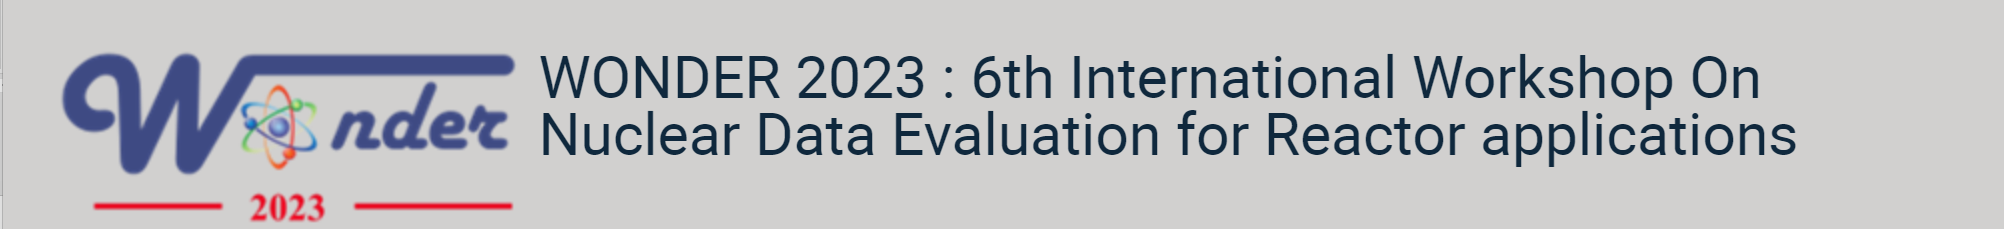 Wonder
2023
WONDER 2023 : 6th International Workshop On
Nuclear Data Evaluation for Reactor applications